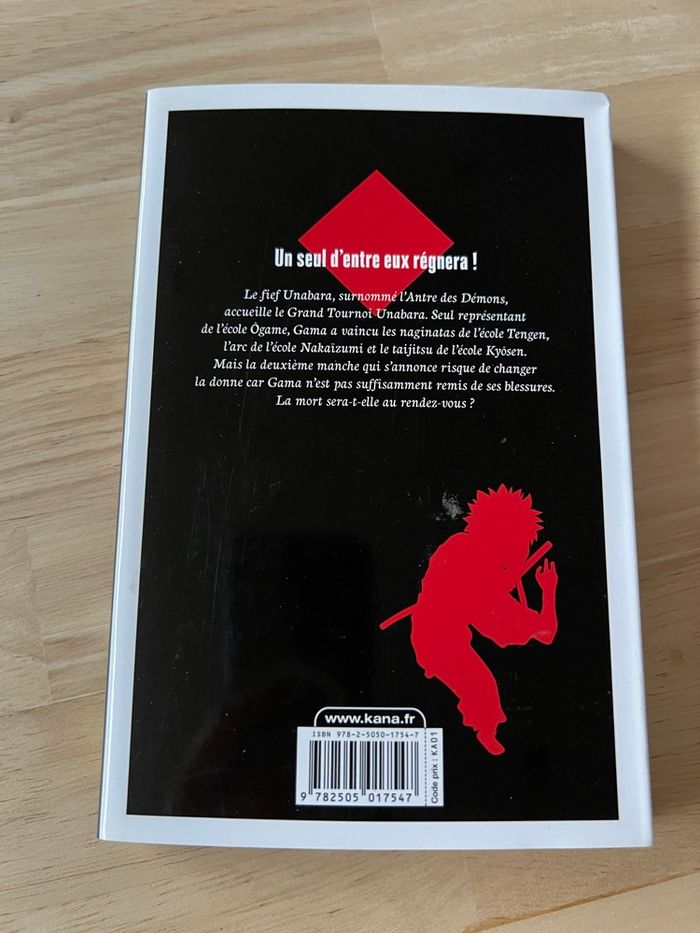 Un seul d'entre eux régnera !
Le fief Unabara, surnommé l'Antre des Démons,
accueille le Grand Tournoi Unabara. Seul représentant
de l'école Ōgame, Gama a vaincu les naginatas de l'école Tengen,
l'arc de l'école Nakaïzumi et le taijitsu de l'école Kyōsen.
Mais la deuxième manche qui s'annonce risque de changer
la donne car Gama n'est pas suffisamment remis de ses blessures.
La mort sera-t-elle au rendez-vous ?
www.kana.fr
ISBN 978-2-5050-1754-7
9 782505 017547
Code prix : KA01